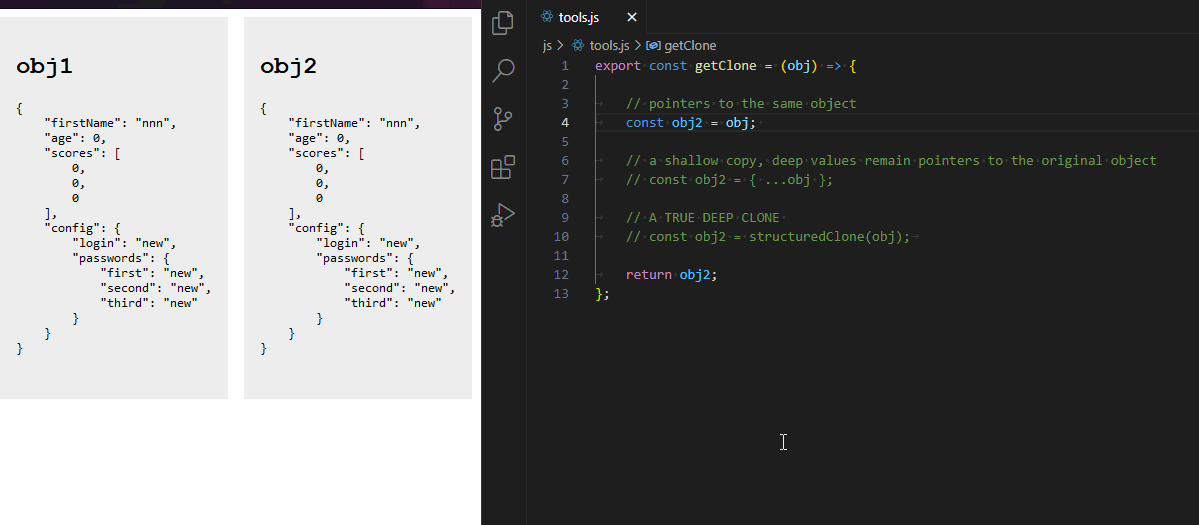 obj1
{
    "firstName": "nnn",
    "age": 0,
    "scores": [
        0,
        0,
        0
    ],
    "config": {
        "login": "new",
        "passwords": {
            "first": "new",
            "second": "new",
            "third": "new"
        }
    }
}
obj2
{
    "firstName": "nnn",
    "age": 0,
    "scores": [
        0,
        0,
        0
    ],
    "config": {
        "login": "new",
        "passwords": {
            "first": "new",
            "second": "new",
            "third": "new"
        }
    }
}
tools.js
js > tools.js > getClone
1 export const getClone = (obj) => {
2
3     // pointers to the same object
4     const obj2 = obj;
5
6     // a shallow copy, deep values remain pointers to the original object
7     // const obj2 = { ...obj };
8
9     // A TRUE DEEP CLONE
10     // const obj2 = structuredClone(obj);
11
12     return obj2;
13 };